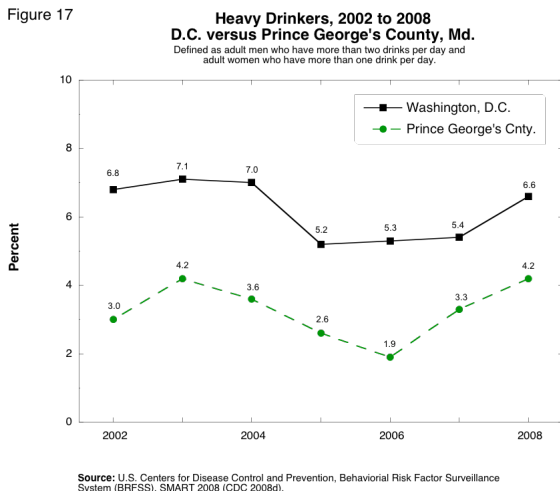 Figure 17
Heavy Drinkers, 2002 to 2008
D.C. versus Prince George's County, Md.
Defined as adult men who have more than two drinks per day and
adult women who have more than one drink per day.
10
8
6
4
2
0
Percent
Washington, D.C.
Prince George's Cnty.
6.8
7.1
7.0
5.2
5.3
5.4
6.6
3.0
4.2
3.6
2.6
1.9
3.3
4.2
2002
2004
2006
2008
Source: U.S. Centers for Disease Control and Prevention, Behaviorial Risk Factor Surveillance
System (BRFSS), SMART 2008 (CDC 2008d).